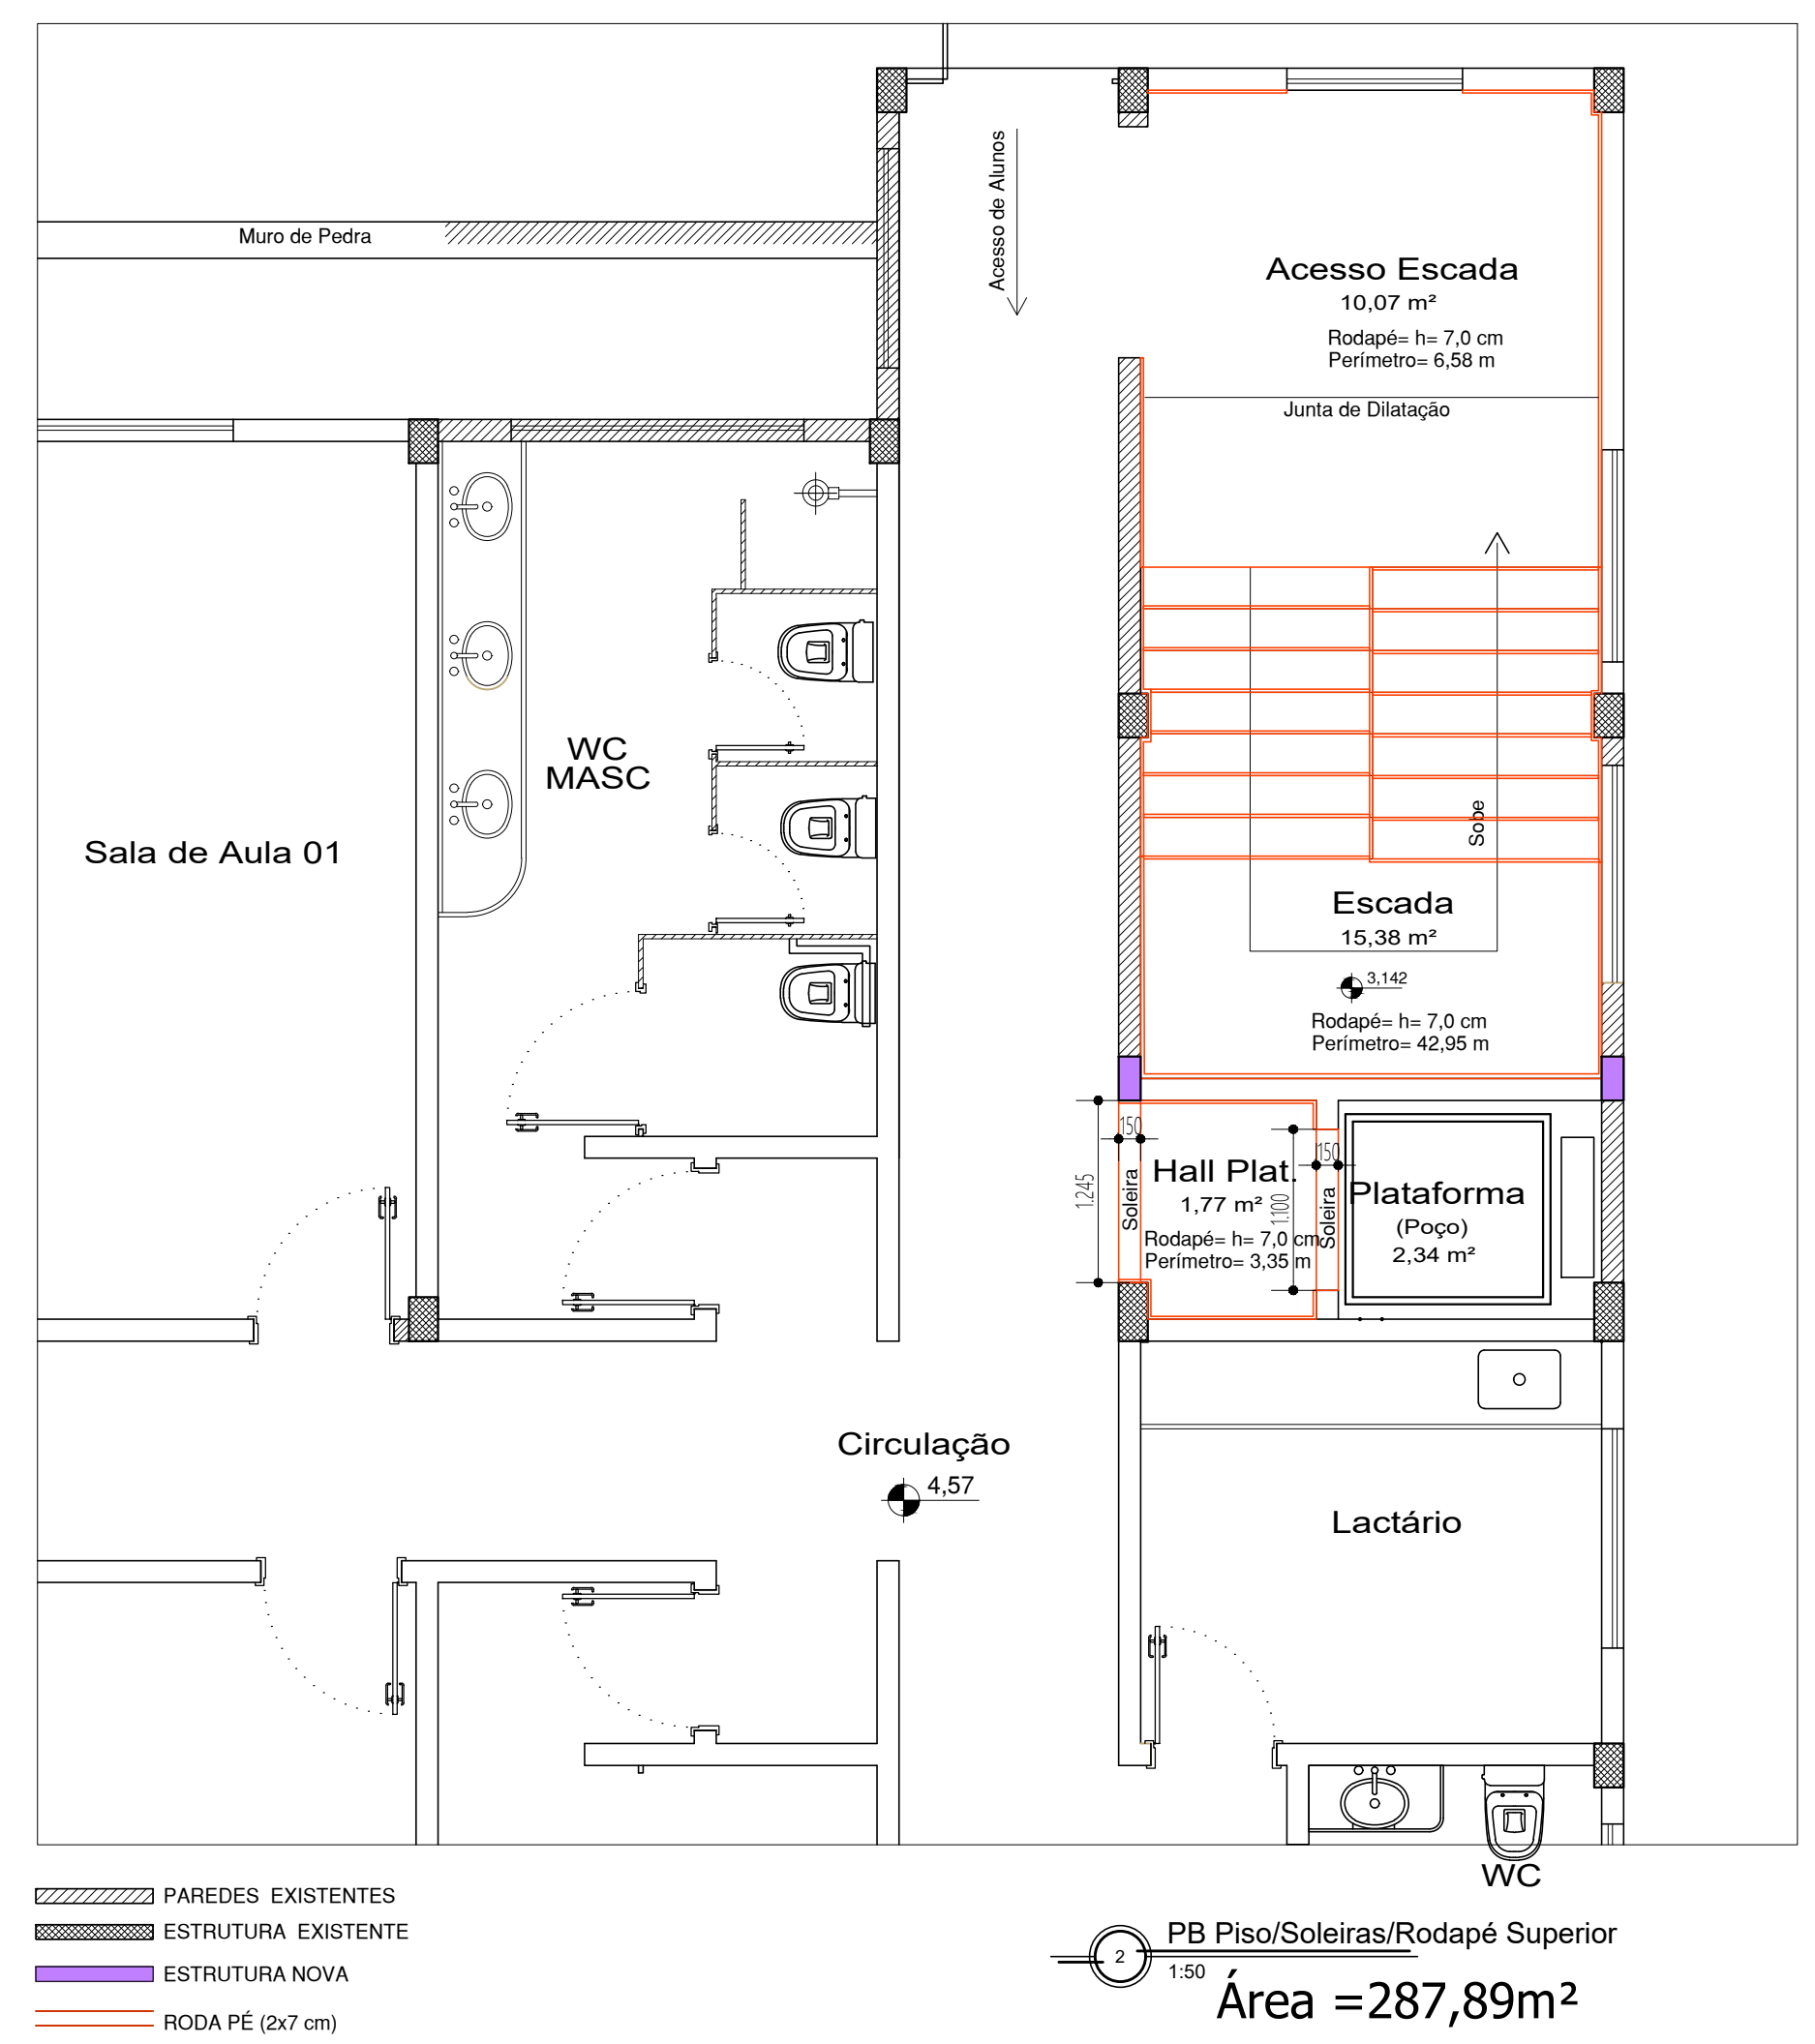 Muro de Pedra
Acesso de Alunos
Acesso Escada
10,07 m²
Rodapé= h= 7,0 cm
Perímetro= 6,58 m
Junta de Dilatação
WC
MASC
Sala de Aula 01
Sobe
Escada
15,38 m²
3,142
Rodapé= h= 7,0 cm
Perímetro= 42,95 m
150
150
1.245
Soleira
Hall Plat.
1,77 m²
Rodapé= h= 7,0 cm
Perímetro= 3,35 m
1.100
Soleira
Plataforma
(Poço)
2,34 m²
Circulação
4,57
Lactário
WC
PAREDES EXISTENTES
ESTRUTURA EXISTENTE
ESTRUTURA NOVA
RODA PÉ (2x7 cm)
2
PB Piso/Soleiras/Rodapé Superior
1:50
Área =287,89m²